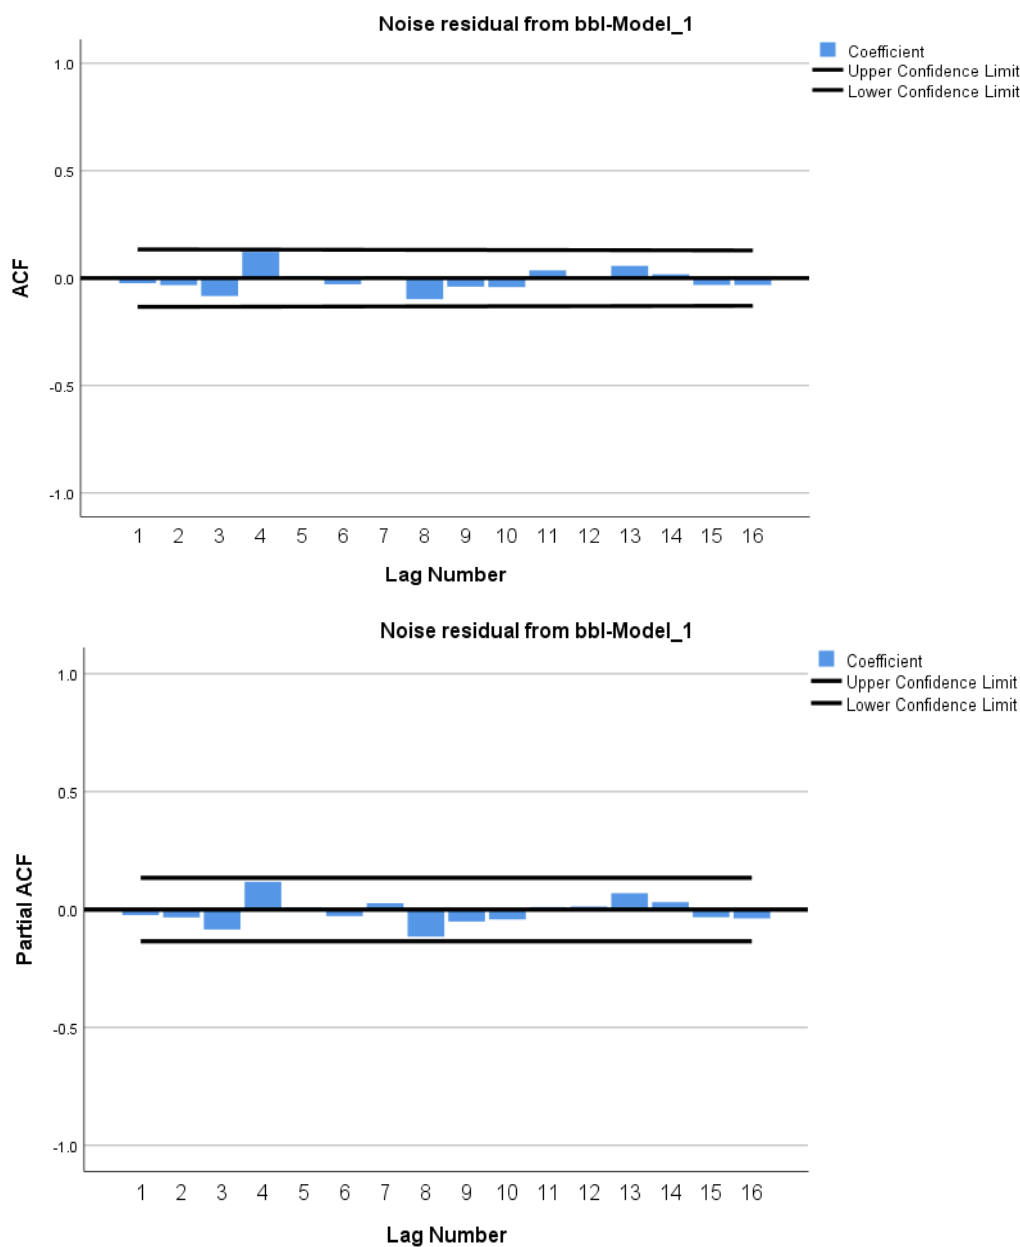 Noise residual from bbl-Model_1
Coefficient
Upper Confidence Limit
Lower Confidence Limit
1.0
0.5
0.0
-0.5
-1.0
ACF
1 2 3 4 5 6 7 8 9 10 11 12 13 14 15 16
Lag Number
Noise residual from bbl-Model_1
Coefficient
Upper Confidence Limit
Lower Confidence Limit
1.0
0.5
0.0
-0.5
-1.0
Partial ACF
1 2 3 4 5 6 7 8 9 10 11 12 13 14 15 16
Lag Number